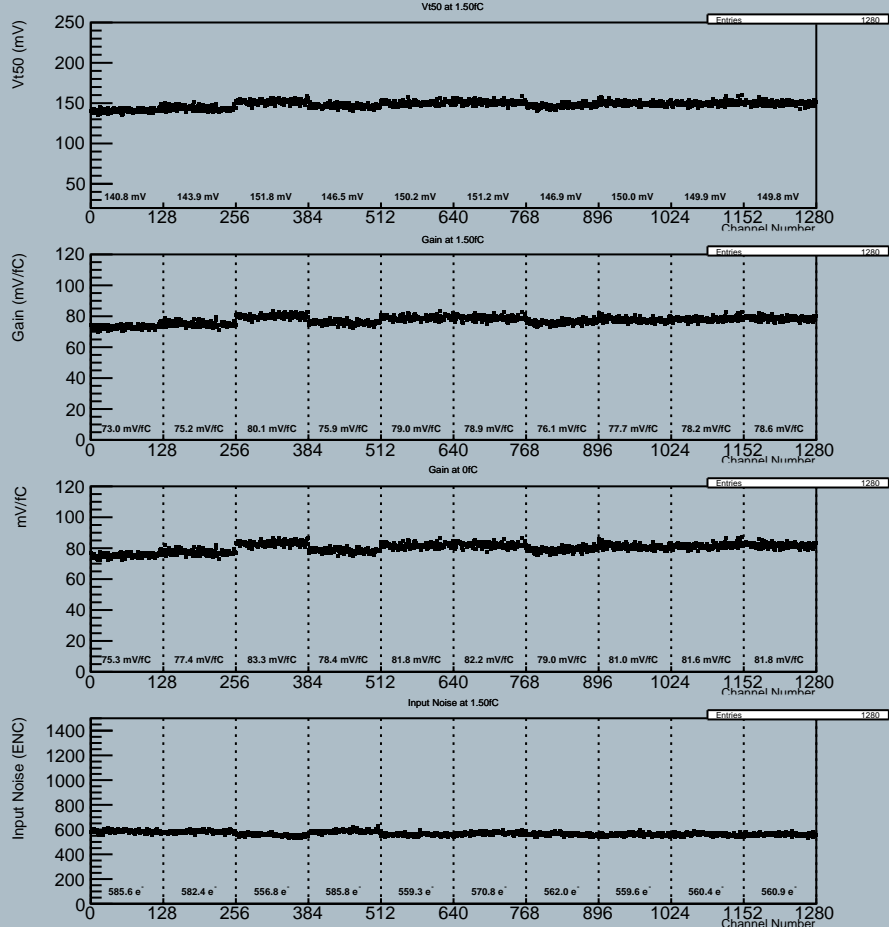 Vt50 at 1.50fC
Entries 1280
Vt50 (mV)
250
200
150
100
50
140.8 mV 143.9 mV 151.8 mV 146.5 mV 150.2 mV 151.2 mV 146.9 mV 150.0 mV 149.9 mV 149.8 mV
0 128 256 384 512 640 768 896 1024 1152 1280
Channel Number
Gain at 1.50fC
Entries 1280
Gain (mV/fC)
120
100
80
60
40
20
0
73.0 mV/fC 75.2 mV/fC 80.1 mV/fC 75.9 mV/fC 79.0 mV/fC 78.9 mV/fC 76.1 mV/fC 77.7 mV/fC 78.2 mV/fC 78.6 mV/fC
0 128 256 384 512 640 768 896 1024 1152 1280
Channel Number
Gain at 0fC
Entries 1280
mV/fC
120
100
80
60
40
20
0
75.3 mV/fC 77.4 mV/fC 83.3 mV/fC 78.4 mV/fC 81.8 mV/fC 82.2 mV/fC 79.0 mV/fC 81.0 mV/fC 81.6 mV/fC 81.8 mV/fC
0 128 256 384 512 640 768 896 1024 1152 1280
Channel Number
Input Noise at 1.50fC
Entries 1280
Input Noise (ENC)
1400
1200
1000
800
600
400
200
0
585.6 e⁻ 582.4 e⁻ 556.8 e⁻ 585.8 e⁻ 559.3 e⁻ 570.8 e⁻ 562.0 e⁻ 559.6 e⁻ 560.4 e⁻ 560.9 e⁻
0 128 256 384 512 640 768 896 1024 1152 1280
Channel Number